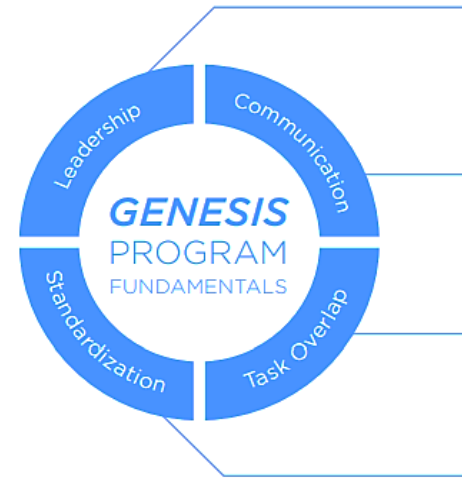 Leadership
Communication
GENESIS
PROGRAM
FUNDAMENTALS
Standardization
Task Overlap